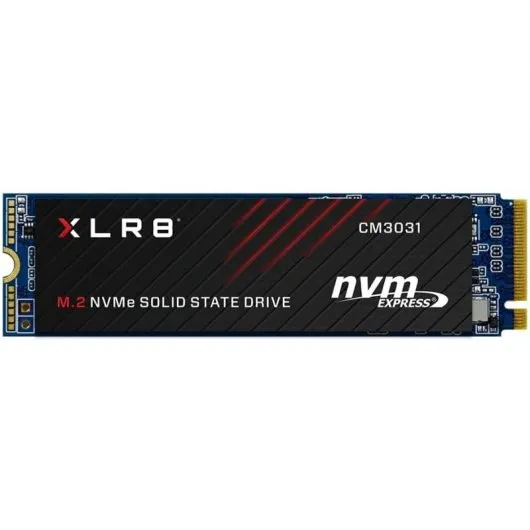 XLR8
CM3031
M.2 NVMe SOLID STATE DRIVE
nvm
EXPRESS